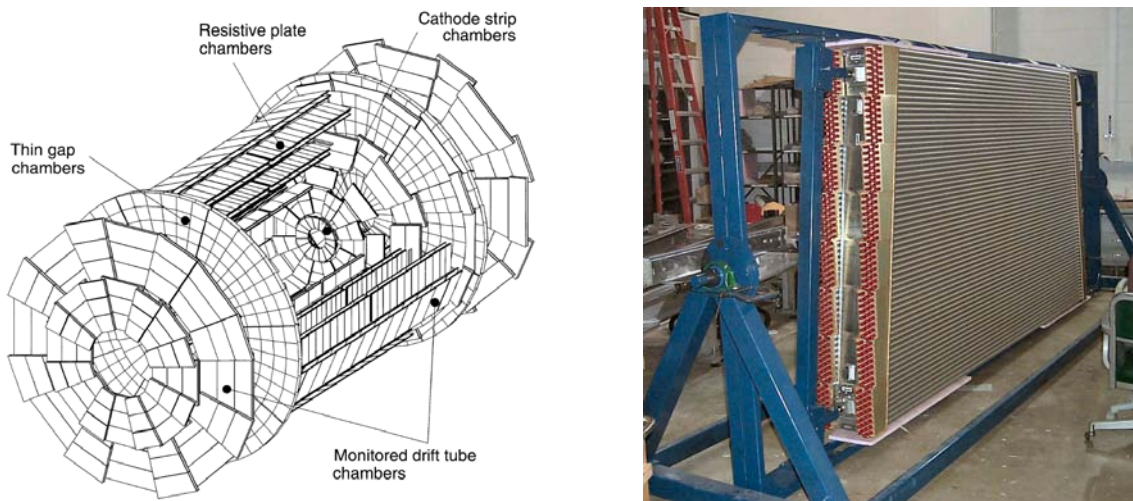 Resistive plate
chambers
Cathode strip
chambers
Thin gap
chambers
Monitored drift tube
chambers